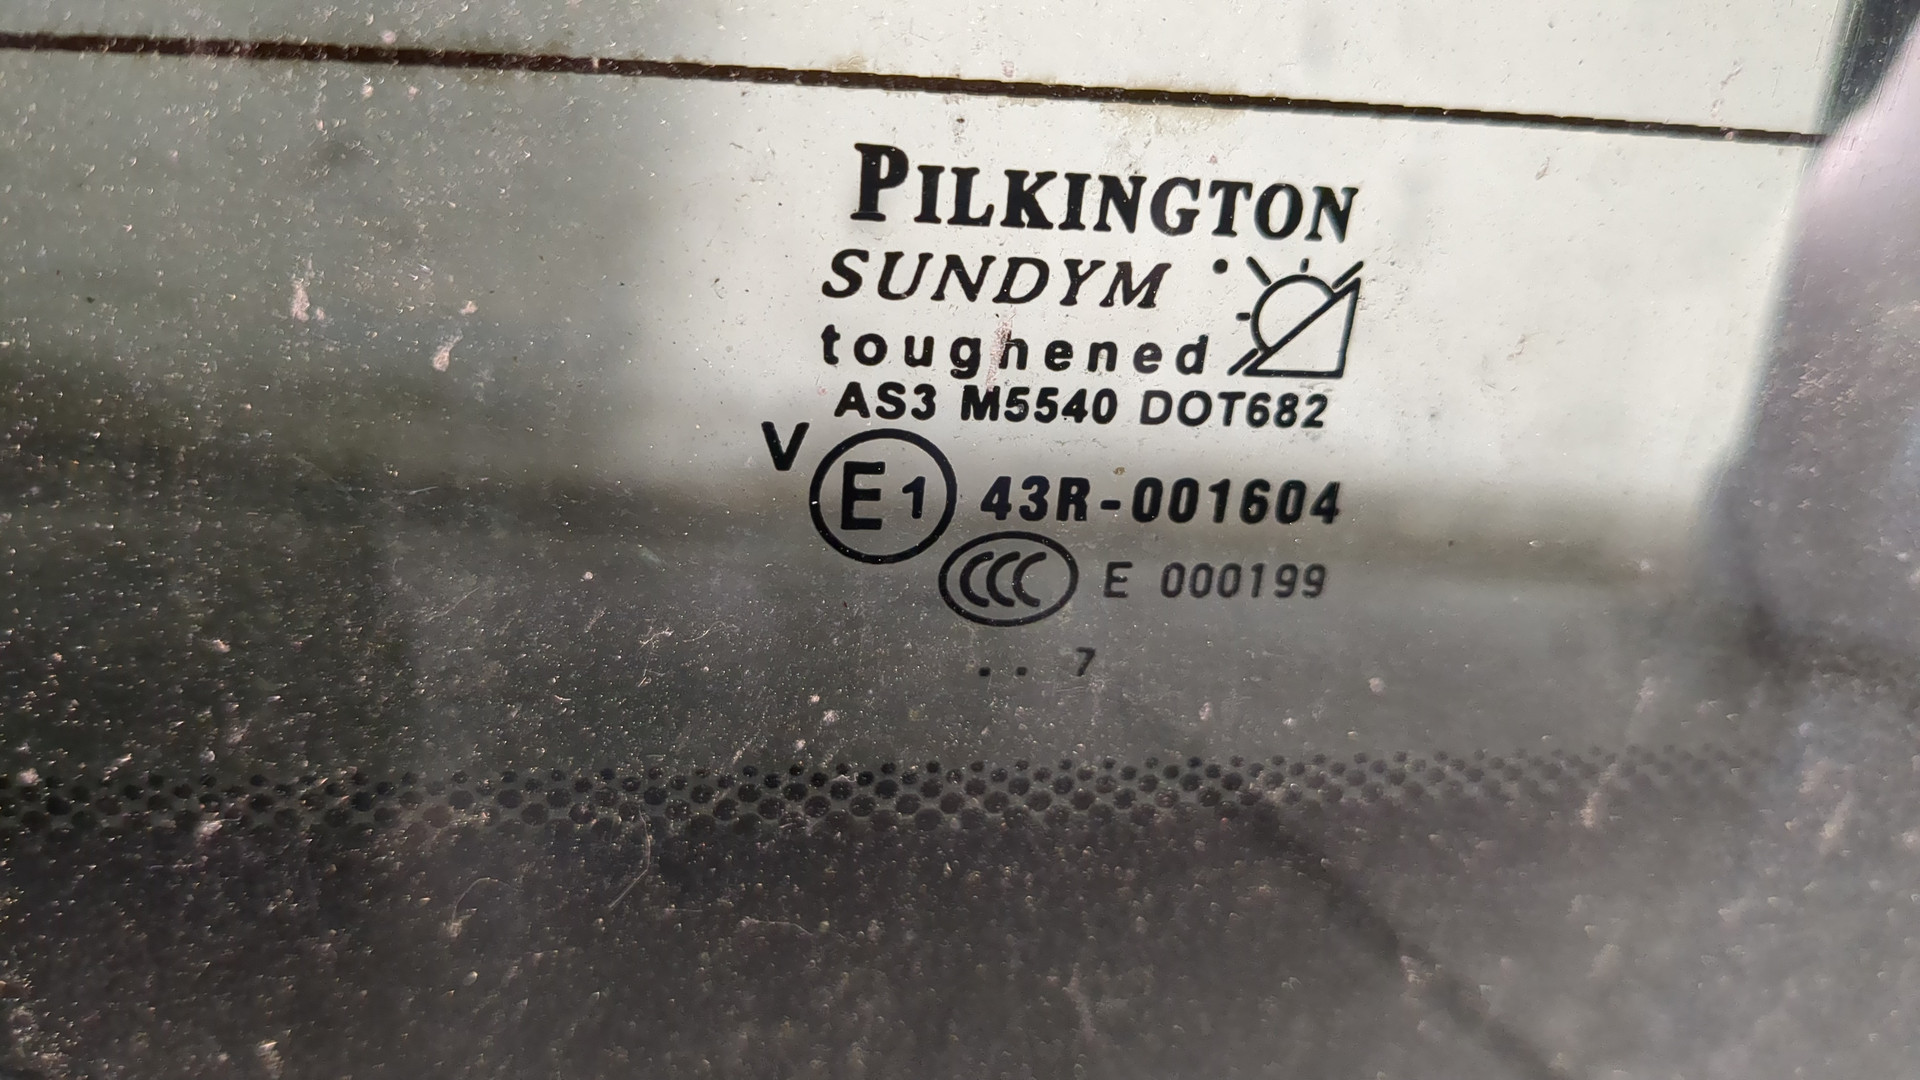 PILKINGTON
SUNDYM
toughened
AS3 M5540 DOT682
V E1 43R-001604
CCC E 000199
. . 7